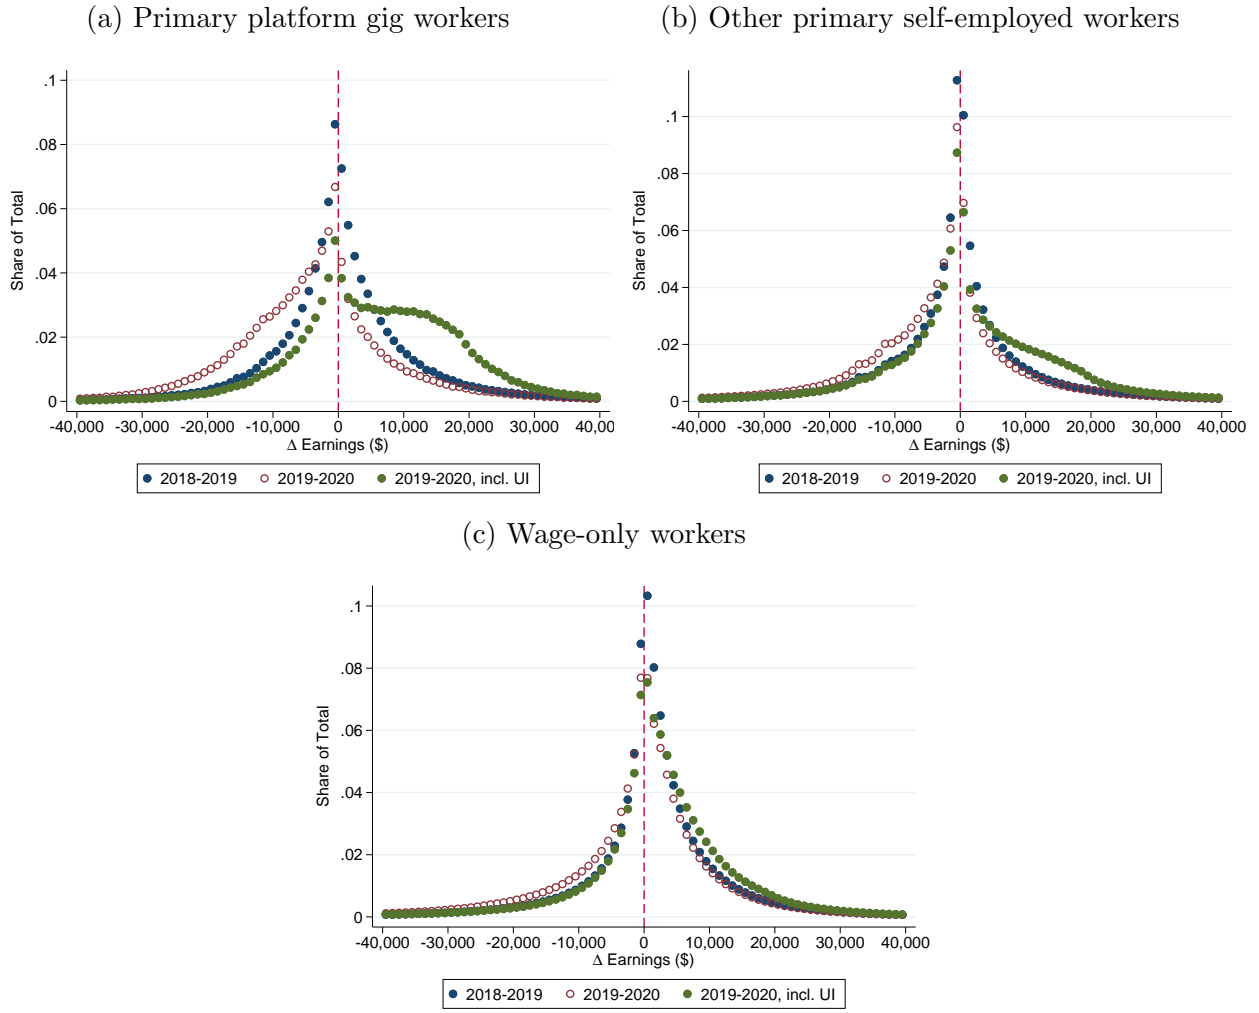 (a) Primary platform gig workers
Share of Total
.1
.08
.06
.04
.02
0
-40,000 -30,000 -20,000 -10,000 0 10,000 20,000 30,000 40,000
Δ Earnings ($)
2018-2019 2019-2020 2019-2020, incl. UI
(b) Other primary self-employed workers
Share of Total
.1
.08
.06
.04
.02
0
-40,000 -30,000 -20,000 -10,000 0 10,000 20,000 30,000 40,000
Δ Earnings ($)
2018-2019 2019-2020 2019-2020, incl. UI
(c) Wage-only workers
Share of Total
.1
.08
.06
.04
.02
0
-40,000 -30,000 -20,000 -10,000 0 10,000 20,000 30,000 40,000
Δ Earnings ($)
2018-2019 2019-2020 2019-2020, incl. UI